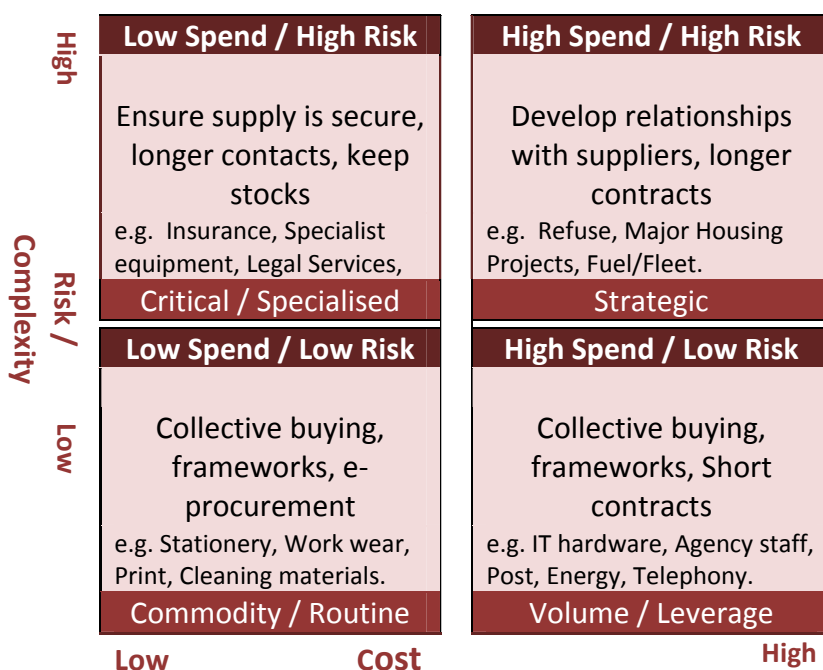 High
Risk /
Complexity
Low
Low Spend / High Risk
Ensure supply is secure,
longer contacts, keep
stocks
e.g.  Insurance, Specialist
equipment, Legal Services,
Critical / Specialised
High Spend / High Risk
Develop relationships
with suppliers, longer
contracts
e.g.  Refuse, Major Housing
Projects, Fuel/Fleet.
Strategic
Low Spend / Low Risk
Collective buying,
frameworks, e-
procurement
e.g. Stationery, Work wear,
Print, Cleaning materials.
Commodity / Routine
High Spend / Low Risk
Collective buying,
frameworks, Short
contracts
e.g. IT hardware, Agency staff,
Post, Energy, Telephony.
Volume / Leverage
Low
Cost
High